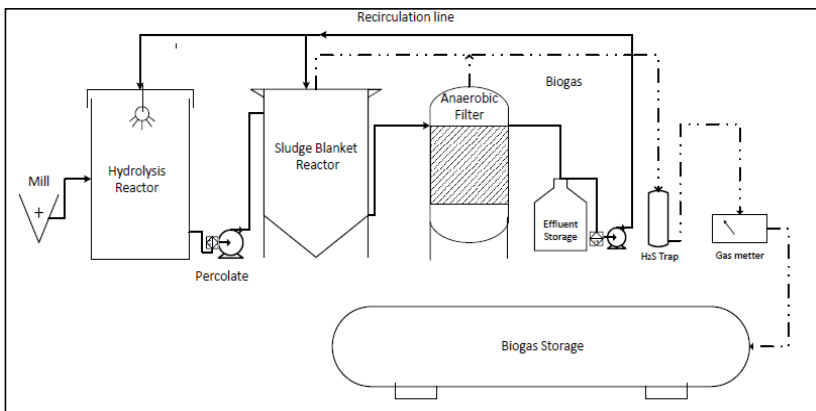 Recirculation line
Biogas
Anaerobic
Filter
Sludge Blanket
Reactor
Hydrolysis
Reactor
Mill
+
Effluent
Storage
H₂S Trap
Gas metter
Percolate
Biogas Storage